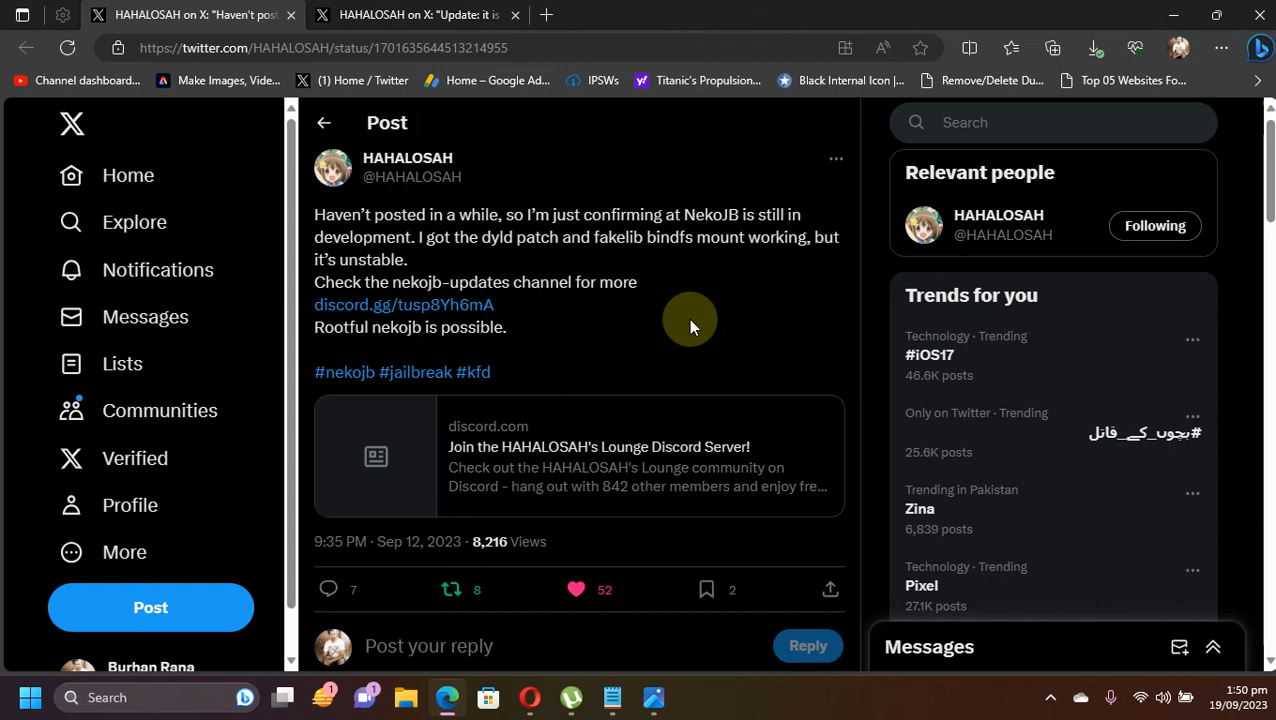 HAHALOSAH on X: "Haven't post
HAHALOSAH on X: "Update: it is
https://twitter.com/HAHALOSAH/status/1701635644513214955
Channel dashboard...
Make Images, Vide...
(1) Home / Twitter
Home – Google Ad...
IPSWs
Titanic's Propulsion...
Black Internal Icon |...
Remove/Delete Du...
Top 05 Websites Fo...
X
Home
Explore
Notifications
Messages
Lists
Communities
Verified
Profile
More
Post
Burhan Rana
Post
HAHALOSAH
@HAHALOSAH
Haven't posted in a while, so I'm just confirming at NekoJB is still in
development. I got the dyld patch and fakelib bindfs mount working, but
it's unstable.
Check the nekojb-updates channel for more
discord.gg/tusp8Yh6mA
Rootful nekojb is possible.
#nekojb #jailbreak #kfd
discord.com
Join the HAHALOSAH's Lounge Discord Server!
Check out the HAHALOSAH's Lounge community on
Discord – hang out with 842 other members and enjoy fre...
9:35 PM · Sep 12, 2023 · 8,216 Views
7
8
52
2
Post your reply
Reply
Search
Relevant people
HAHALOSAH
@HAHALOSAH
Following
Trends for you
Technology · Trending
#iOS17
46.6K posts
Only on Twitter · Trending
#بچوں_کے_قاتل
25.6K posts
Trending in Pakistan
Zina
6,839 posts
Technology · Trending
Pixel
27.1K posts
Messages
Search
1
1
1:50 pm
19/09/2023